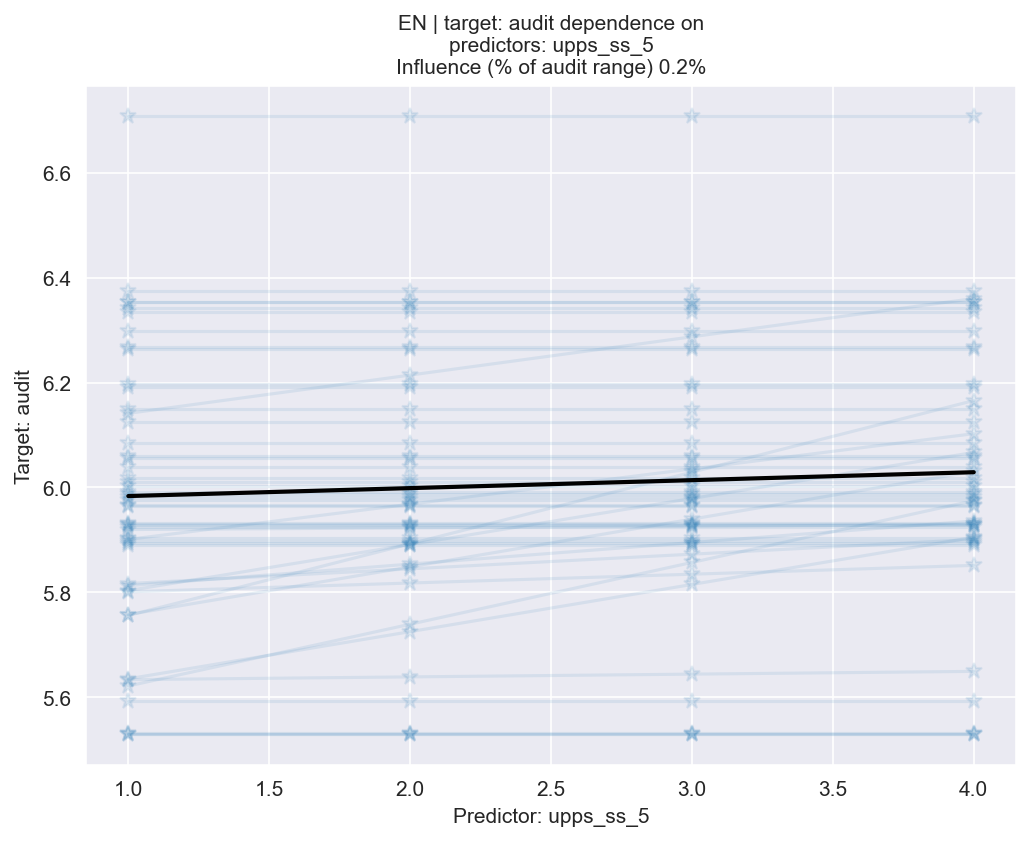 EN | target: audit dependence on
predictors: upps_ss_5
Influence (% of audit range) 0.2%
6.6
6.4
6.2
6.0
5.8
5.6
Target: audit
1.0 1.5 2.0 2.5 3.0 3.5 4.0
Predictor: upps_ss_5